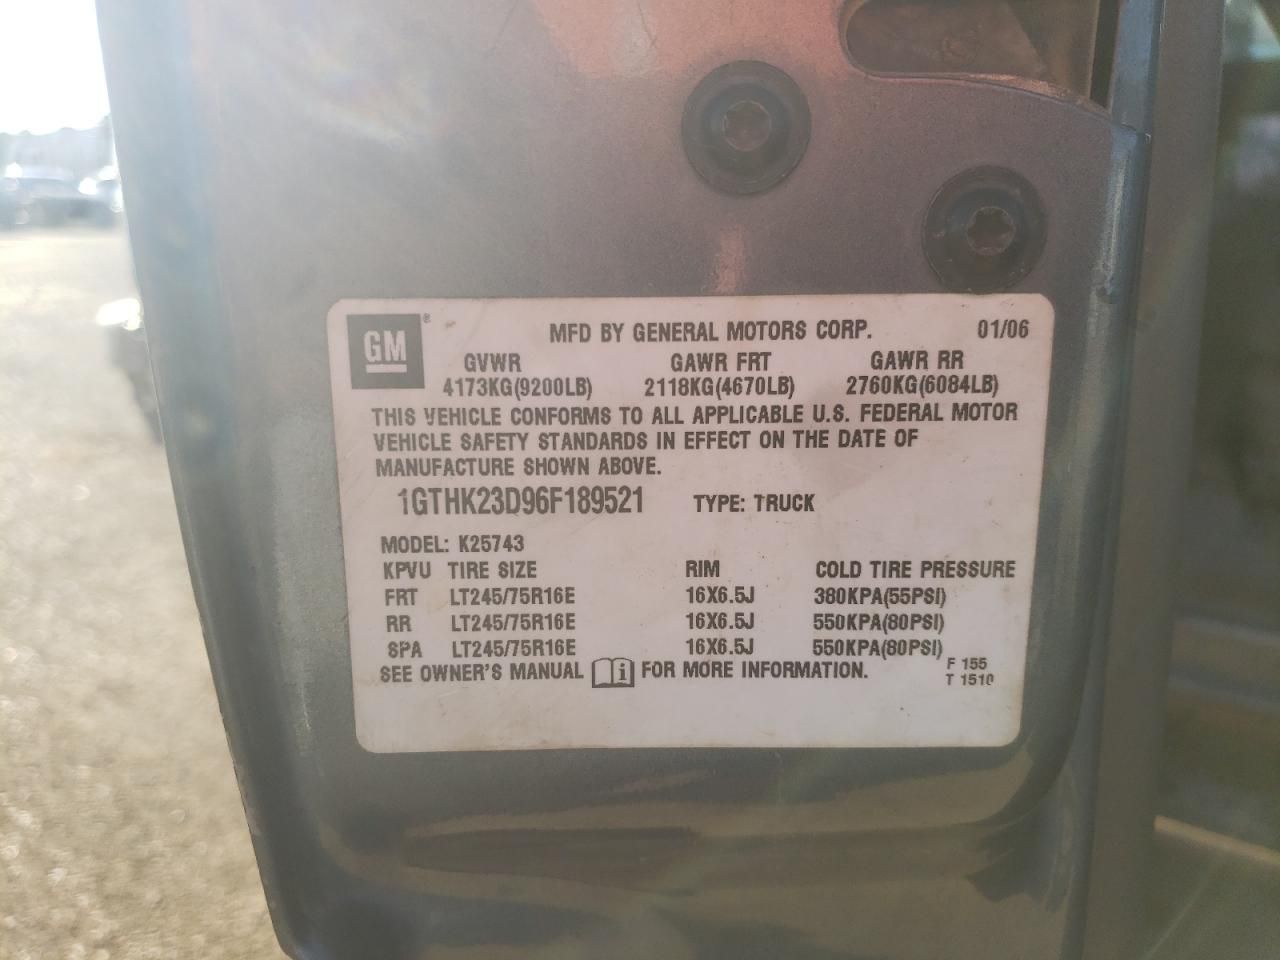 GM® MFD BY GENERAL MOTORS CORP. 01/06
GVWR GAWR FRT GAWR RR
4173KG(9200LB) 2118KG(4670LB) 2760KG(6084LB)
THIS VEHICLE CONFORMS TO ALL APPLICABLE U.S. FEDERAL MOTOR
VEHICLE SAFETY STANDARDS IN EFFECT ON THE DATE OF
MANUFACTURE SHOWN ABOVE.
1GTHK23D96F189521 TYPE: TRUCK
MODEL: K25743
KPVU TIRE SIZE RIM COLD TIRE PRESSURE
FRT LT245/75R16E 16X6.5J 380KPA(55PSI)
RR LT245/75R16E 16X6.5J 550KPA(80PSI)
SPA LT245/75R16E 16X6.5J 550KPA(80PSI)
SEE OWNER'S MANUAL i FOR MORE INFORMATION.
F 155
T 1510